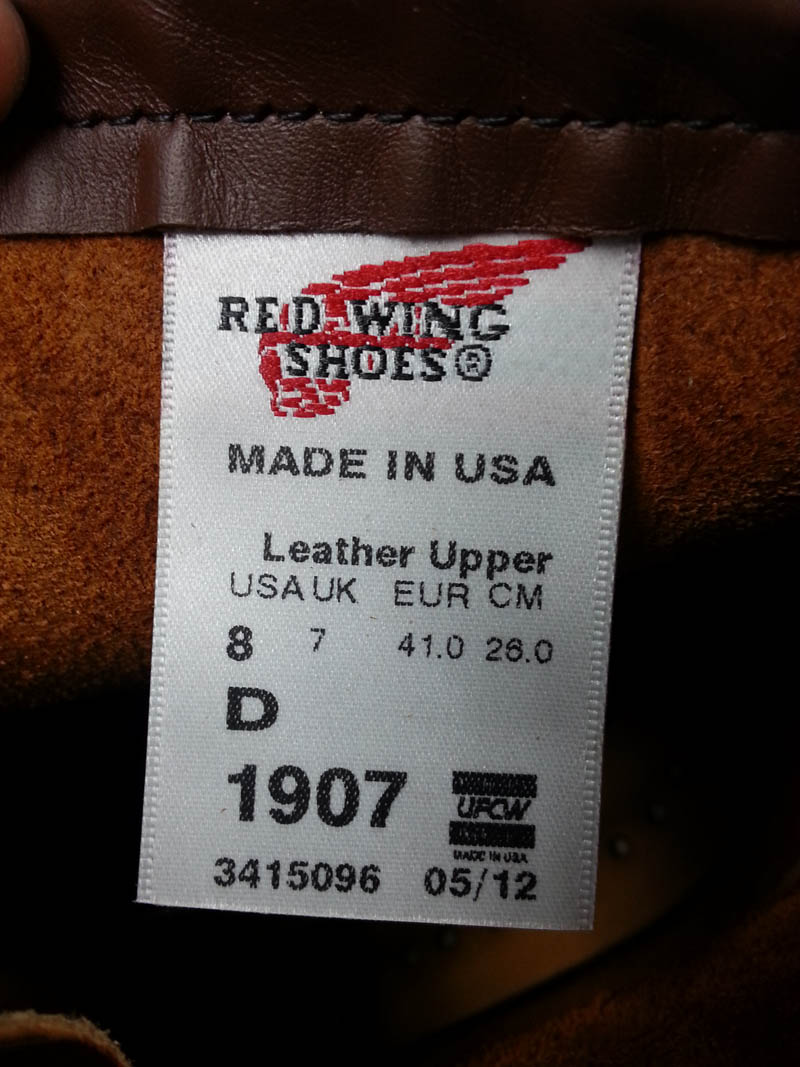 RED WING
SHOES®
MADE IN USA
Leather Upper
USA UK EUR CM
8 7 41.0 26.0
D
1907
UFCW
MADE IN USA
3415096 05/12